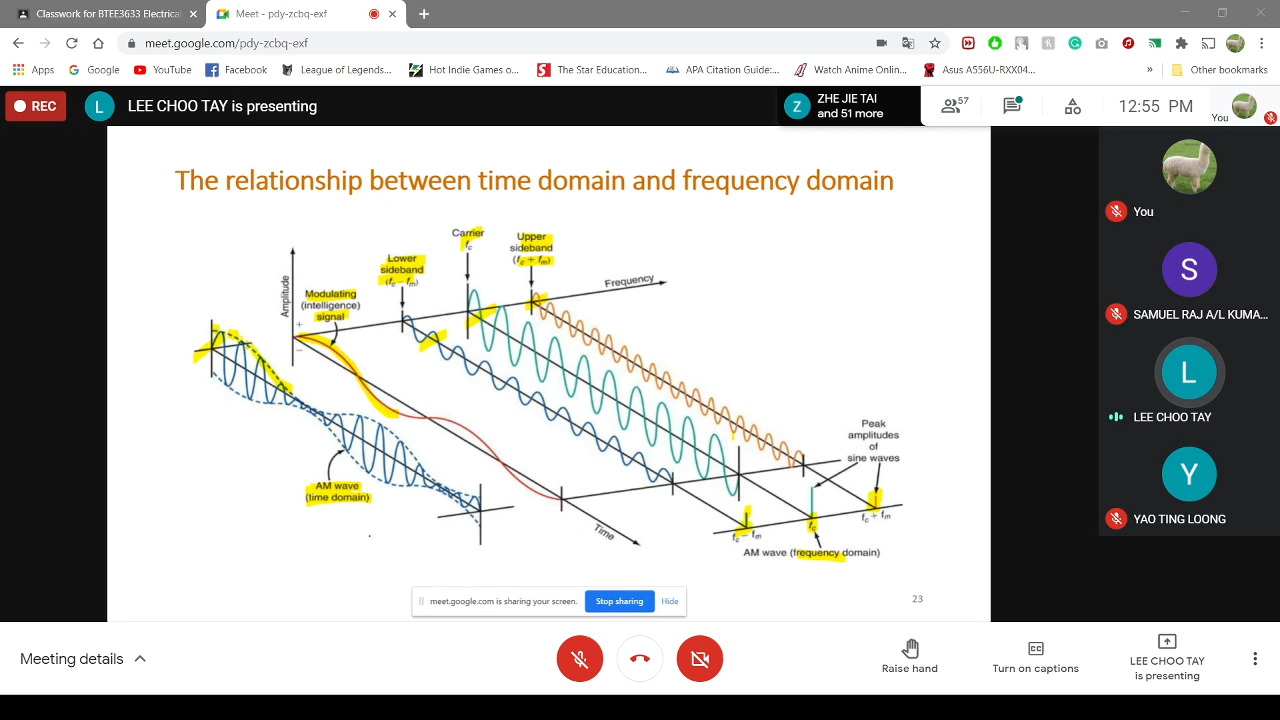 Classwork for BTEE3633 Electrical
Meet - pdy-zcbq-exf
meet.google.com/pdy-zcbq-exf
Apps
Google
YouTube
Facebook
League of Legends...
Hot Indie Games o...
The Star Education...
APA Citation Guide:...
Watch Anime Online...
Asus A556U-RXX04...
»
Other bookmarks
REC
L
LEE CHOO TAY is presenting
Z
ZHE JIE TAI
and 51 more
57
12:55 PM
You
The relationship between time domain and frequency domain
Carrier
fc
Upper
sideband
(fc + fm)
Lower
sideband
(fc − fm)
Frequency
Amplitude
+
−
Modulating
(intelligence)
signal
AM wave
(time domain)
Time
Peak
amplitudes
of
sine waves
fc − fm
fc
fc + fm
AM wave (frequency domain)
23
meet.google.com is sharing your screen.
Stop sharing
Hide
You
S
SAMUEL RAJ A/L KUMA...
L
LEE CHOO TAY
Y
YAO TING LOONG
Meeting details
Raise hand
CC
Turn on captions
LEE CHOO TAY
is presenting